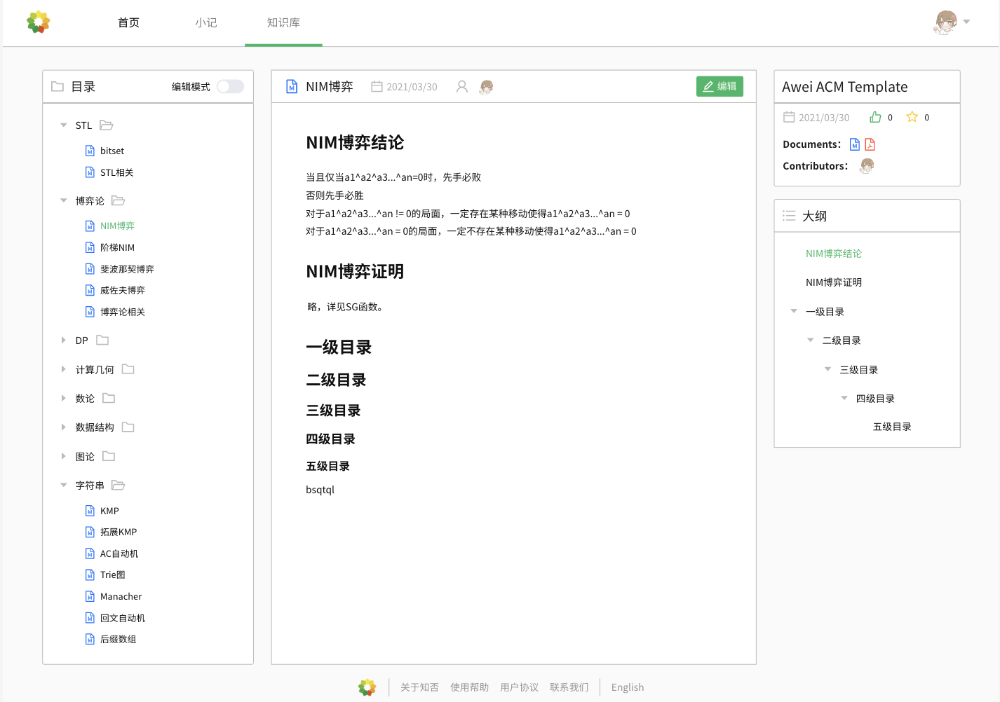 首页 小记 知识库
目录 编辑模式
STL
bitset
STL相关
博弈论
NIM博弈
阶梯NIM
斐波那契博弈
威佐夫博弈
博弈论相关
DP
计算几何
数论
数据结构
图论
字符串
KMP
拓展KMP
AC自动机
Trie图
Manacher
回文自动机
后缀数组
NIM博弈 2021/03/30 编辑
NIM博弈结论
当且仅当a1^a2^a3...^an=0时，先手必败
否则先手必胜
对于a1^a2^a3...^an != 0的局面，一定存在某种移动使得a1^a2^a3...^an = 0
对于a1^a2^a3...^an = 0的局面，一定不存在某种移动使得a1^a2^a3...^an = 0
NIM博弈证明
略，详见SG函数。
一级目录
二级目录
三级目录
四级目录
五级目录
bsqtql
Awei ACM Template
2021/03/30 0 0
Documents：
Contributors：
大纲
NIM博弈结论
NIM博弈证明
一级目录
二级目录
三级目录
四级目录
五级目录
关于知否 使用帮助 用户协议 联系我们 English